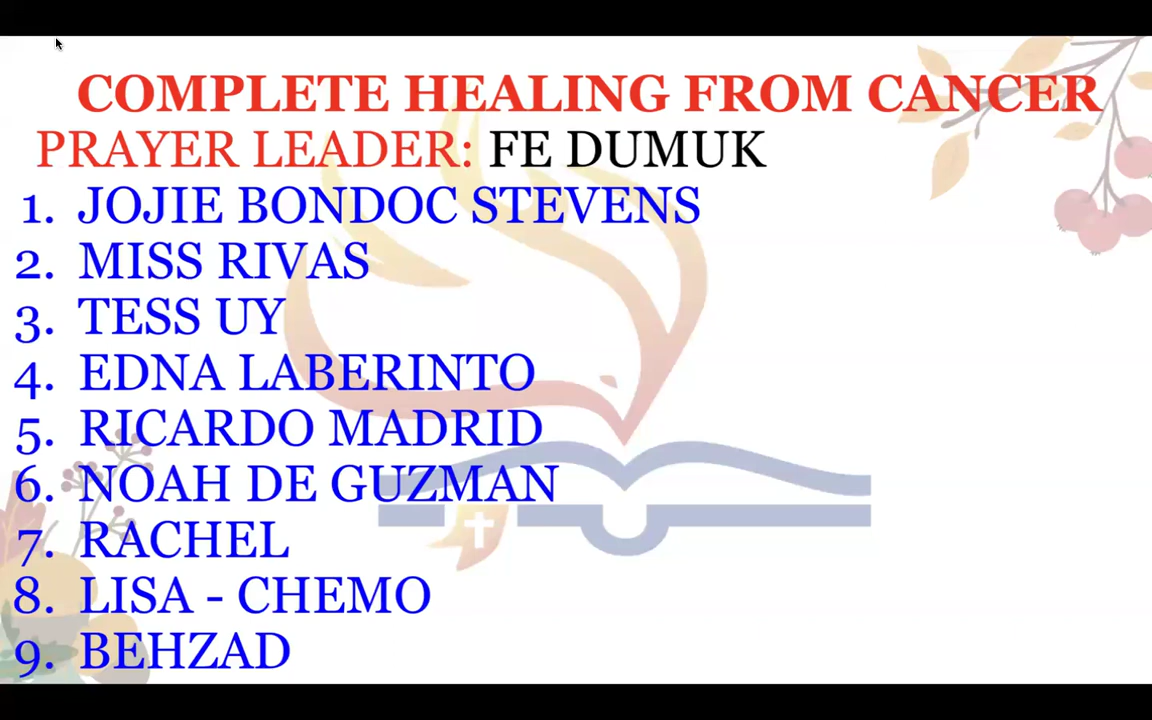 COMPLETE HEALING FROM CANCER
PRAYER LEADER: FE DUMUK
1. JOJIE BONDOC STEVENS
2. MISS RIVAS
3. TESS UY
4. EDNA LABERINTO
5. RICARDO MADRID
6. NOAH DE GUZMAN
7. RACHEL
8. LISA - CHEMO
9. BEHZAD